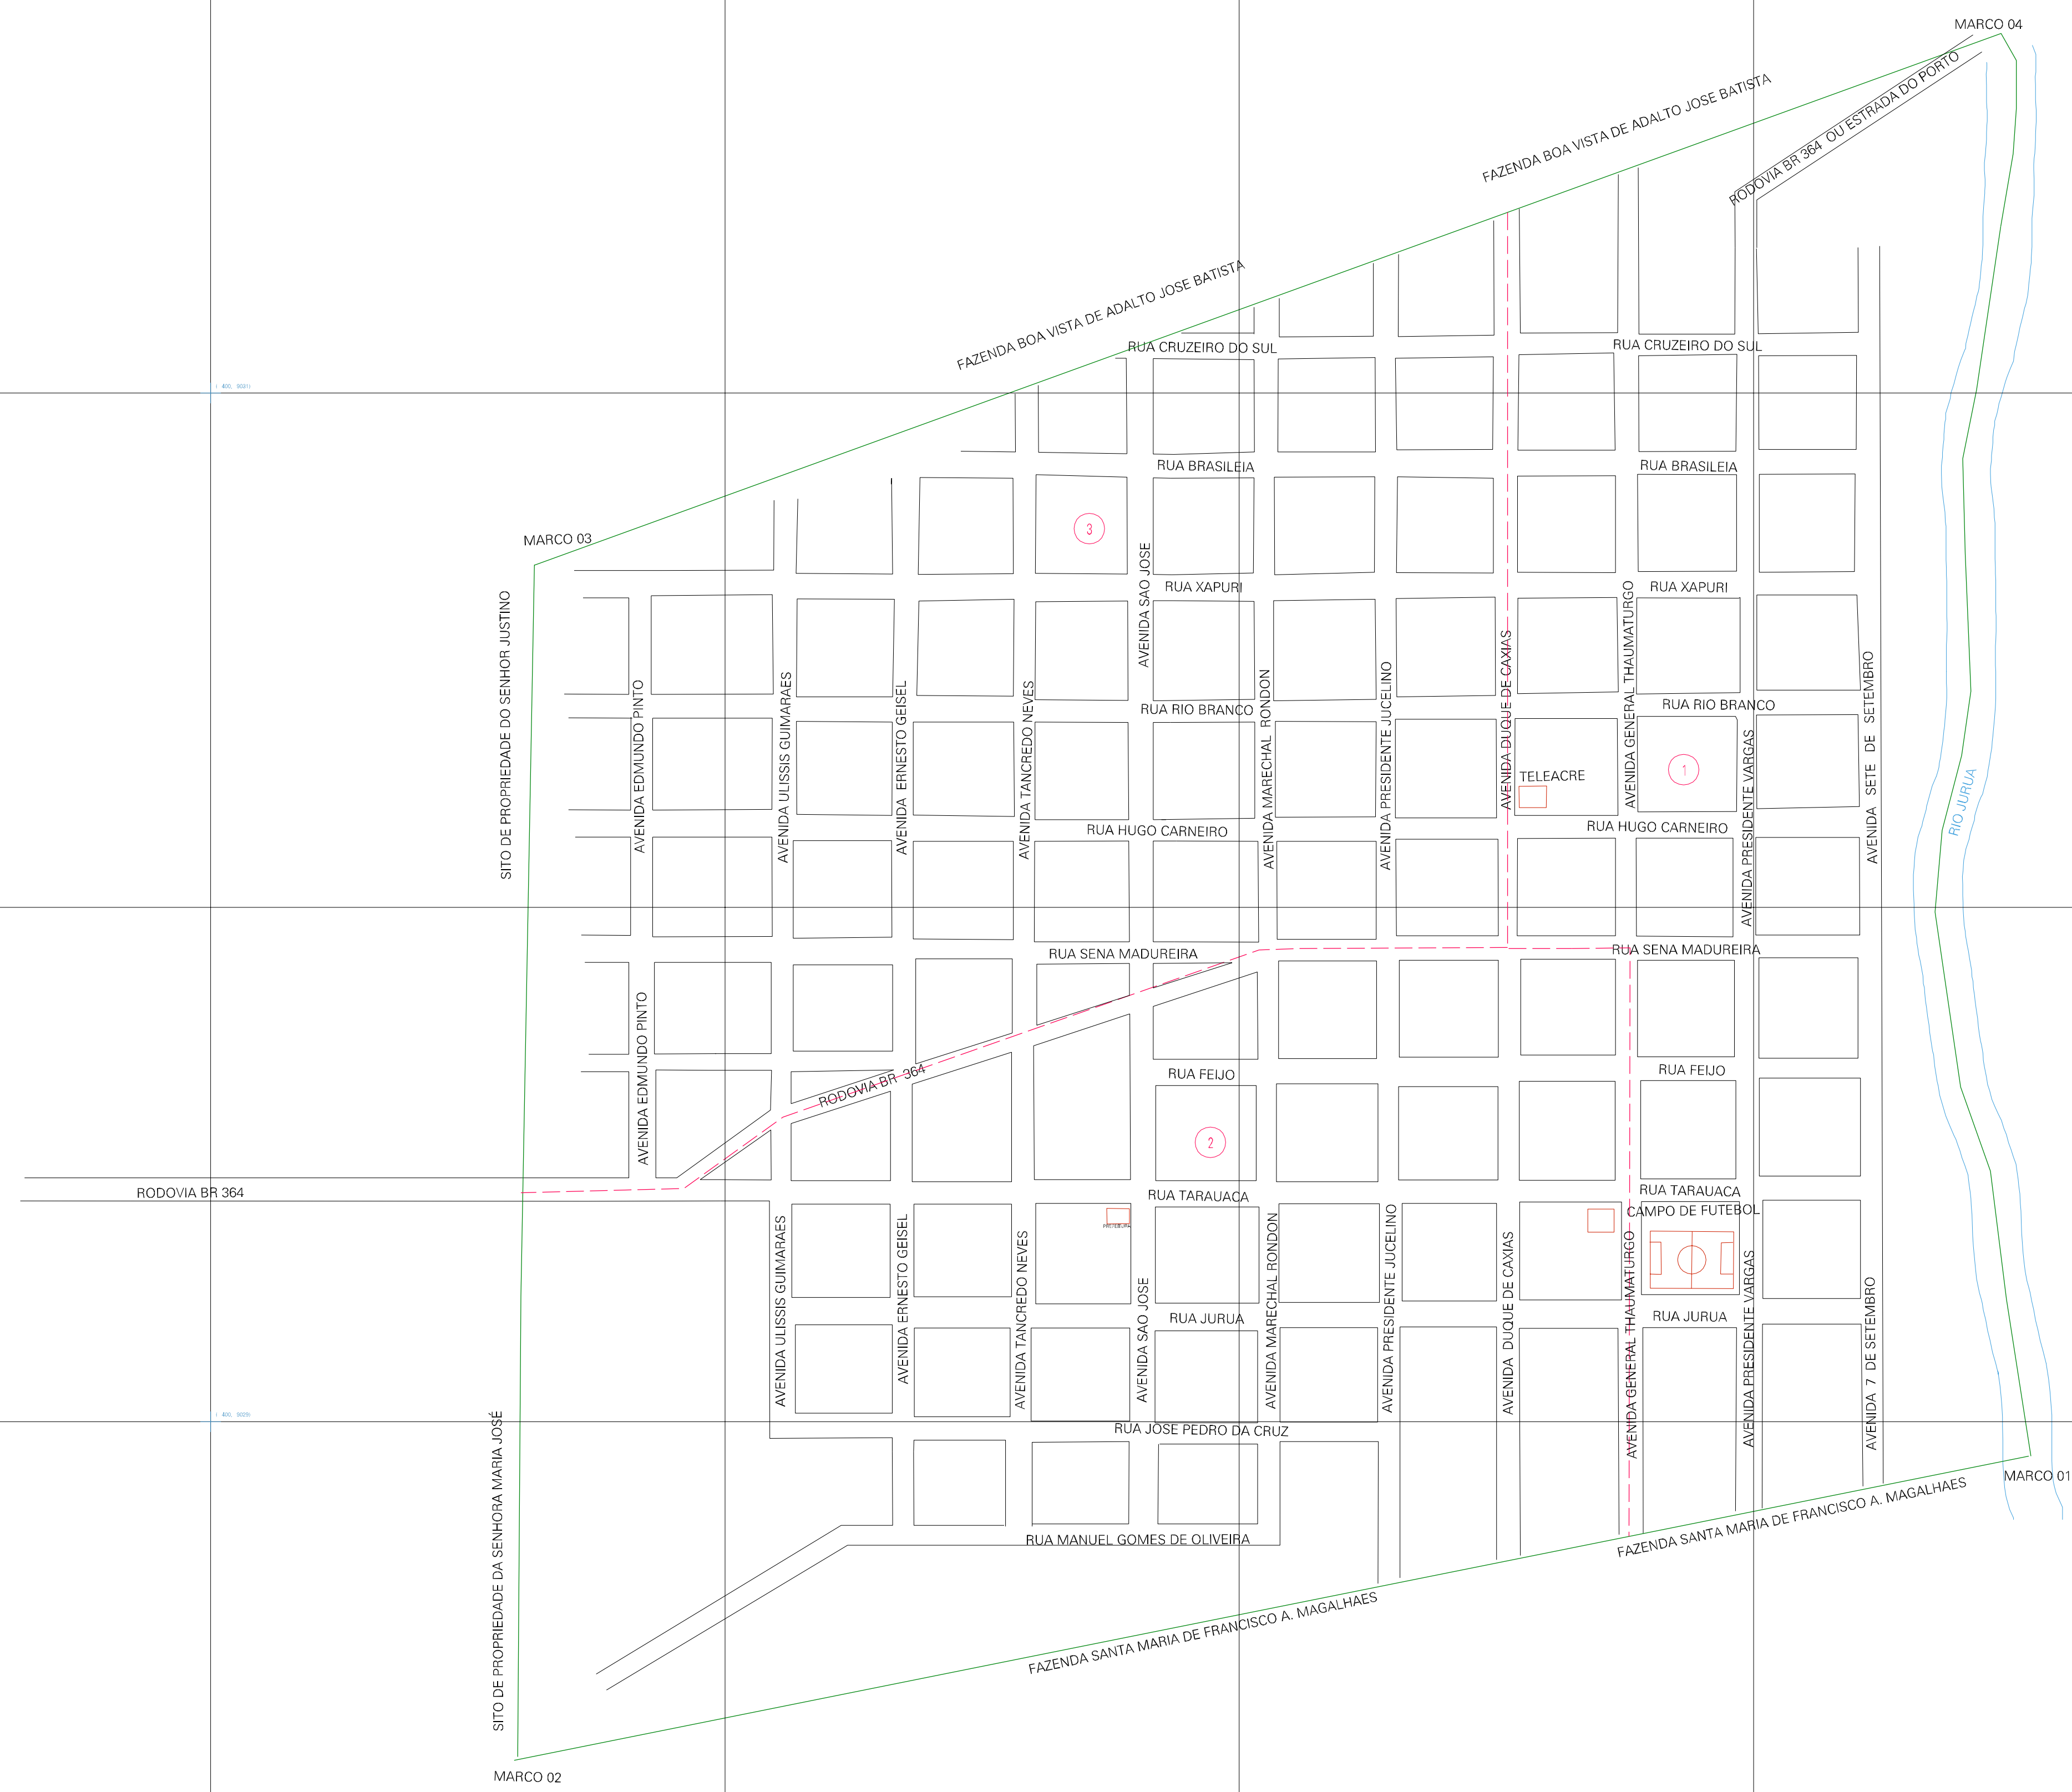 MARCO 04
RODOVIA BR 364 OU ESTRADA DO PORTO
FAZENDA BOA VISTA DE ADALTO JOSE BATISTA
FAZENDA BOA VISTA DE ADALTO JOSE BATISTA
RUA CRUZEIRO DO SUL
RUA CRUZEIRO DO SUL
RUA BRASILEIA
RUA BRASILEIA
MARCO 03
3
RUA XAPURI
RUA XAPURI
SITO DE PROPRIEDADE DO SENHOR JUSTINO
AVENIDA EDMUNDO PINTO
AVENIDA ULISSIS GUIMARAES
AVENIDA ERNESTO GEISEL
AVENIDA TANCREDO NEVES
AVENIDA SAO JOSE
AVENIDA MARECHAL RONDON
AVENIDA PRESIDENTE JUCELINO
AVENIDA DUQUE DE CAXIAS
AVENIDA GENERAL THAUMATURGO
AVENIDA PRESIDENTE VARGAS
AVENIDA SETE DE SETEMBRO
RUA RIO BRANCO
RUA RIO BRANCO
TELEACRE
1
RIO JURUA
RUA HUGO CARNEIRO
RUA HUGO CARNEIRO
RUA SENA MADUREIRA
RUA SENA MADUREIRA
AVENIDA EDMUNDO PINTO
RODOVIA BR 364
RUA FEIJO
RUA FEIJO
2
RODOVIA BR 364
RUA TARAUACA
RUA TARAUACA
CAMPO DE FUTEBOL
AVENIDA ULISSIS GUIMARAES
AVENIDA ERNESTO GEISEL
AVENIDA TANCREDO NEVES
AVENIDA SAO JOSE
AVENIDA MARECHAL RONDON
AVENIDA PRESIDENTE JUCELINO
AVENIDA DUQUE DE CAXIAS
AVENIDA GENERAL THAUMATURGO
AVENIDA PRESIDENTE VARGAS
AVENIDA 7 DE SETEMBRO
RUA JURUA
RUA JURUA
SITO DE PROPRIEDADE DA SENHORA MARIA JOSÉ
RUA JOSE PEDRO DA CRUZ
MARCO 01
RUA MANUEL GOMES DE OLIVEIRA
FAZENDA SANTA MARIA DE FRANCISCO A. MAGALHAES
FAZENDA SANTA MARIA DE FRANCISCO A. MAGALHAES
MARCO 02